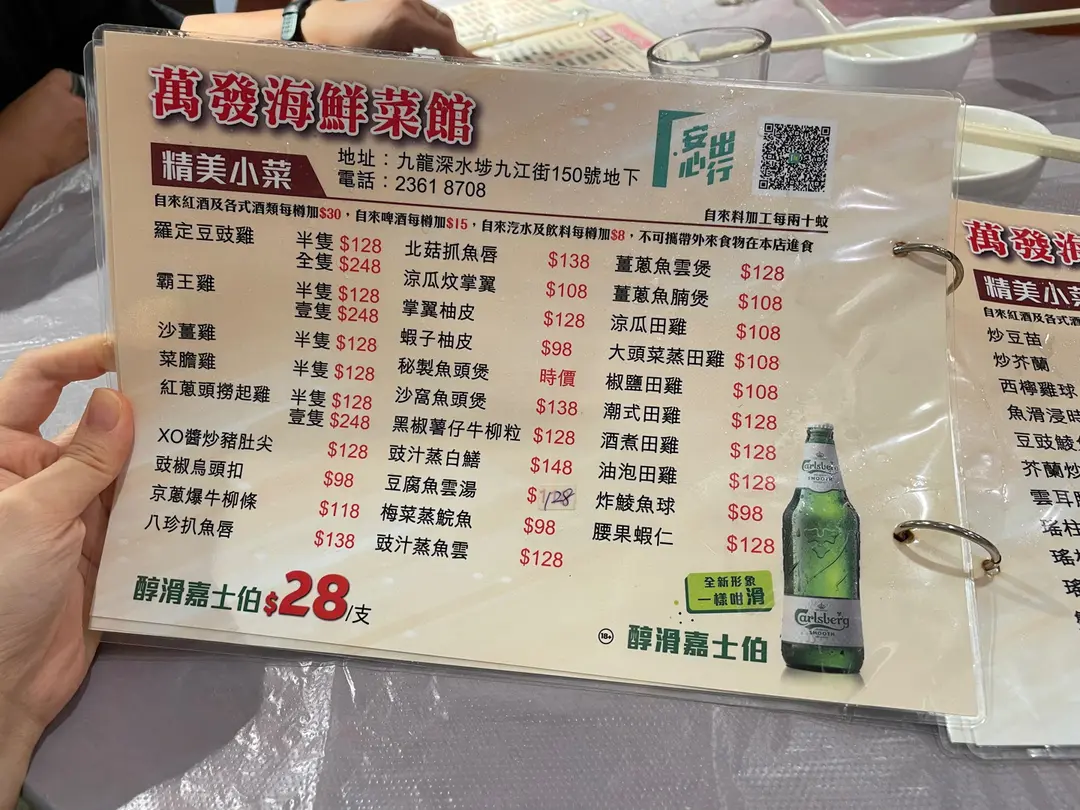 萬發海鮮菜館
精美小菜
地址：九龍深水埗九江街150號地下
電話：2361 8708
安心出行
自來料加工每兩十蚊
自來紅酒及各式酒類每樽加$30，自來啤酒每樽加$15，自來汽水及飲料每樽加$8，不可攜帶外來食物在本店進食
羅定豆豉雞 半隻 $128
全隻 $248
霸王雞 半隻 $128
壹隻 $248
沙薑雞 半隻 $128
菜膽雞 半隻 $128
紅蔥頭撈起雞 半隻 $128
壹隻 $248
XO醬炒豬肚尖 $128
豉椒烏頭扣 $98
京蔥爆牛柳條 $118
八珍扒魚唇 $138
北菇抓魚唇 $138
涼瓜炆掌翼 $108
掌翼柚皮 $128
蝦子柚皮 $98
秘製魚頭煲 時價
沙窩魚頭煲 $138
黑椒薯仔牛柳粒 $128
豉汁蒸白鱔 $148
豆腐魚雲湯 $128
梅菜蒸鯇魚 $98
豉汁蒸魚雲 $128
薑蔥魚雲煲 $128
薑蔥魚腩煲 $108
涼瓜田雞 $108
大頭菜蒸田雞 $108
椒鹽田雞 $108
潮式田雞 $128
酒煮田雞 $128
油泡田雞 $128
炸鯪魚球 $98
腰果蝦仁 $128
醇滑嘉士伯$28/支
全新形象
一樣咁滑
18+ 醇滑嘉士伯
Carlsberg
SMOOTH
Carlsberg
SMOOTH
萬發海
精美小菜
自來紅酒及各式酒
炒豆苗
炒芥蘭
西檸雞球
魚滑浸時
豆豉鯪魚
芥蘭炒
雲耳
瑤柱